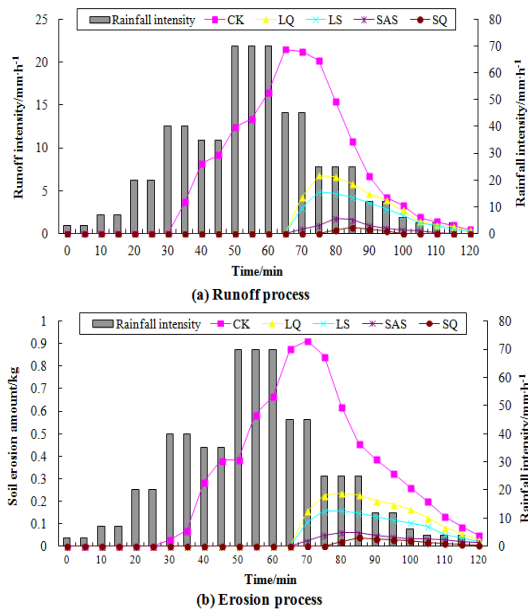 Rainfall intensity CK LQ LS SAS SQ
Runoff intensity/mm·h-1
25
20
15
10
5
0
80
70
60
50
40
30
20
10
0
Rainfall intensity/mm·h-1
0 10 20 30 40 50 60 70 80 90 100 110 120
Time/min
(a) Runoff process
Rainfall intensity CK LQ LS SAS SQ
Soil erosion amount/kg
1
0.9
0.8
0.7
0.6
0.5
0.4
0.3
0.2
0.1
0
80
70
60
50
40
30
20
10
0
Rainfall intensity/mm·h-1
0 10 20 30 40 50 60 70 80 90 100 110 120
Time/min
(b) Erosion process